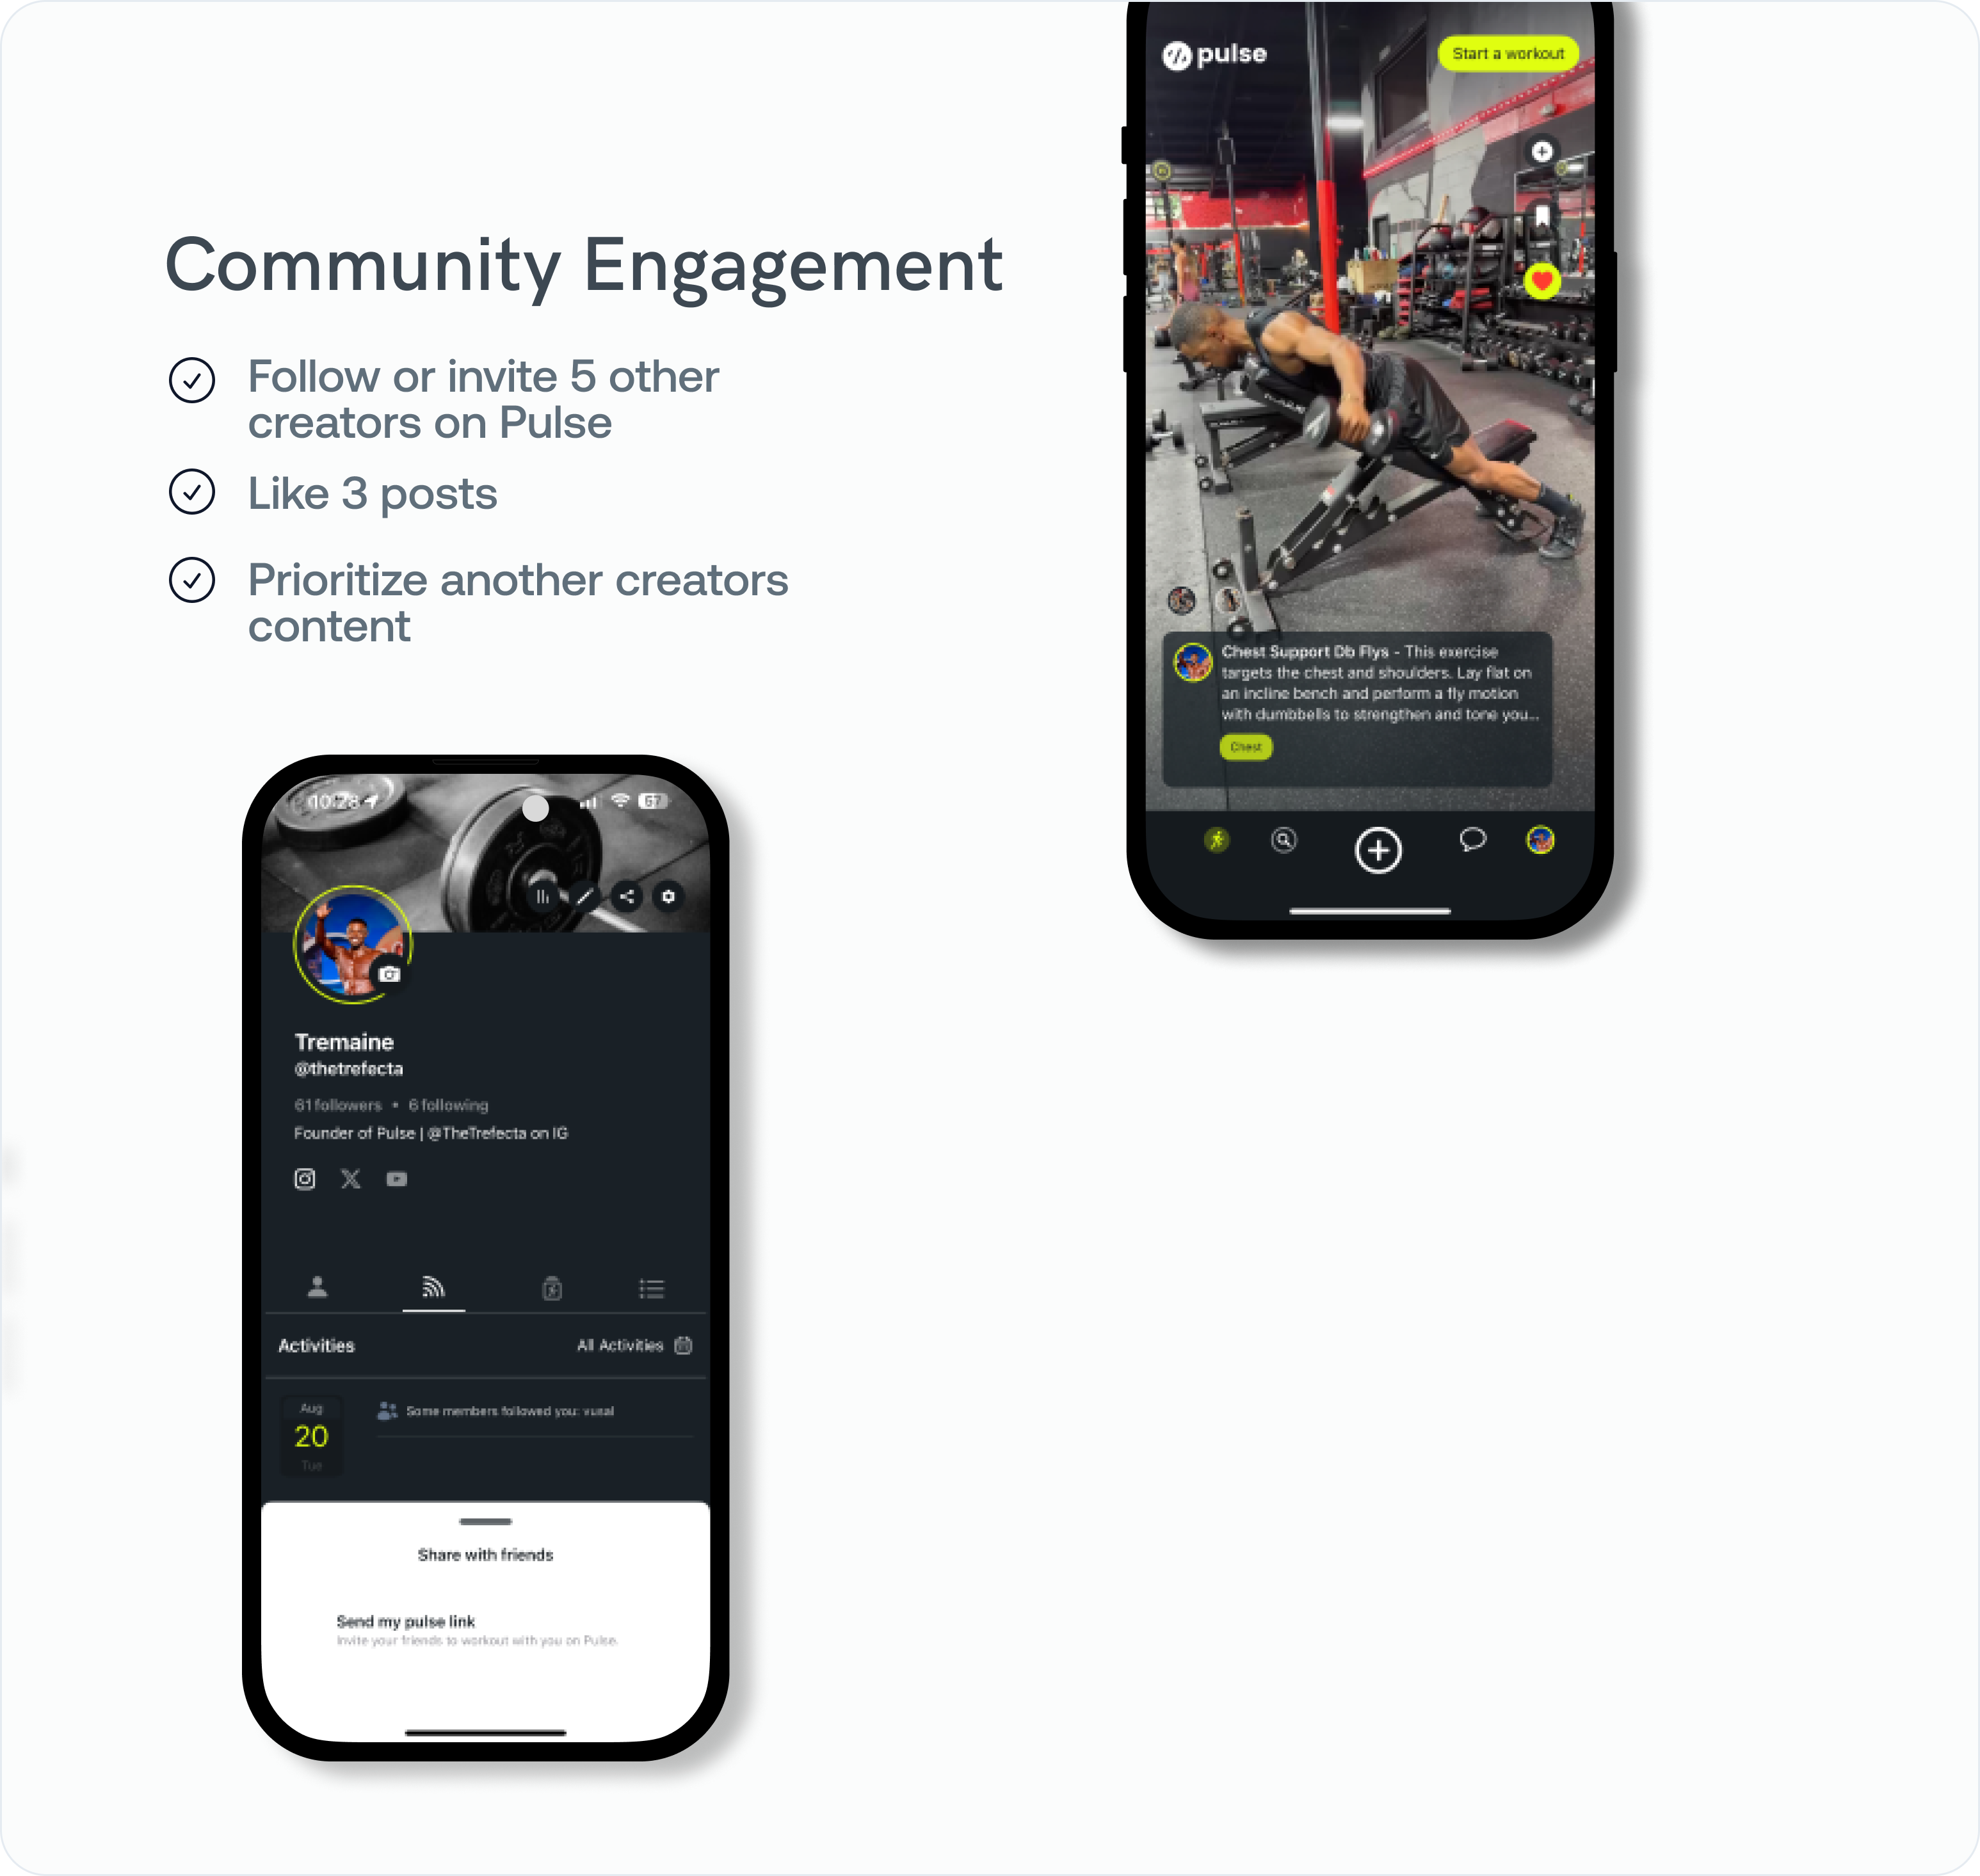 Community Engagement
Follow or invite 5 other
creators on Pulse
Like 3 posts
Prioritize another creators
content
pulse
Start a workout
Chest Support Db Flys - This exercise
targets the chest and shoulders. Lay flat on
an incline bench and perform a fly motion
with dumbbells to strengthen and tone you...
Chest
10:28
67
Tremaine
@thetrefecta
61 followers • 6 following
Founder of Pulse | @TheTrefecta on IG
Activities
All Activities
Aug
20
Tue
Some members followed you:
Share with friends
Send my pulse link
Invite your friends to workout with you on Pulse.